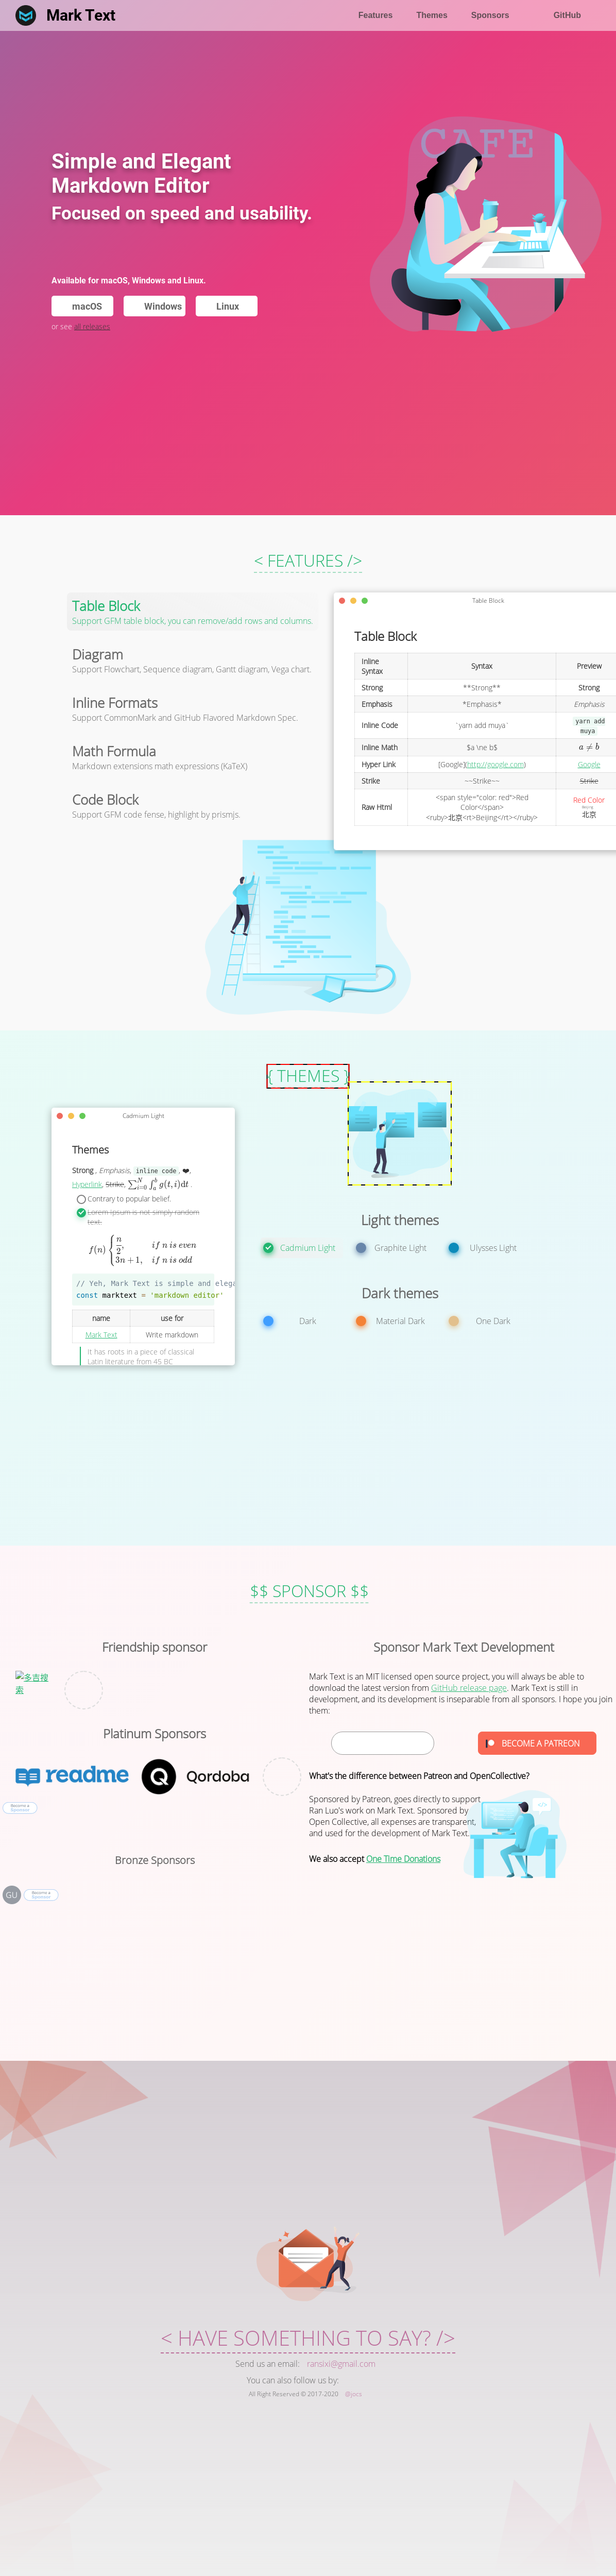 Mark Text
Features
Themes
Sponsors
GitHub
CAFE
Simple and Elegant
Markdown Editor
Focused on speed and usability.
Available for macOS, Windows and Linux.
macOS
Windows
Linux
or see all releases
< FEATURES />
Table Block
Support GFM table block, you can remove/add rows and columns.
Diagram
Support Flowchart, Sequence diagram, Gantt diagram, Vega chart.
Inline Formats
Support CommonMark and GitHub Flavored Markdown Spec.
Math Formula
Markdown extensions math expressions (KaTeX)
Code Block
Support GFM code fense, highlight by prismjs.
Table Block
Table Block
Inline Syntax
Syntax
Preview
Strong
**Strong**
Strong
Emphasis
*Emphasis*
Emphasis
Inline Code
`yarn add muya`
yarn add
muya
Inline Math
$a \ne b$
a ≠ b
Hyper Link
[Google](http://google.com)
Google
Strike
~~Strike~~
Strike
Raw Html
<span style="color: red">Red
Color</span>
<ruby>北京<rt>Beijing</rt></ruby>
Red Color
北京
{ THEMES }
Cadmium Light
Themes
Strong , Emphasis, inline code , ❤️,
Hyperlink, Strike, ∑_{i=0}^{N} ∫_a^b g(t, i)dt .
Contrary to popular belief.
Lorem Ipsum is not simply random
text.
f(n) { n/2, if n is even
3n + 1, if n is odd
// Yeh, Mark Text is simple and elega
const marktext = 'markdown editor'
name
use for
Mark Text
Write markdown
It has roots in a piece of classical
Latin literature from 45 BC
Light themes
Cadmium Light
Graphite Light
Ulysses Light
Dark themes
Dark
Material Dark
One Dark
$$ SPONSOR $$
Friendship sponsor
多吉搜
索
Platinum Sponsors
readme
Qordoba
Become a
Sponsor
Bronze Sponsors
GU
Become a
Sponsor
Sponsor Mark Text Development
Mark Text is an MIT licensed open source project, you will always be able to
download the latest version from GitHub release page. Mark Text is still in
development, and its development is inseparable from all sponsors. I hope you join
them:
BECOME A PATREON
What's the difference between Patreon and OpenCollective?
Sponsored by Patreon, goes directly to support
Ran Luo's work on Mark Text. Sponsored by
Open Collective, all expenses are transparent,
and used for the development of Mark Text.
We also accept One Time Donations
</>
< HAVE SOMETHING TO SAY? />
Send us an email: ransixi@gmail.com
You can also follow us by:
All Right Reserved © 2017-2020 @jocs